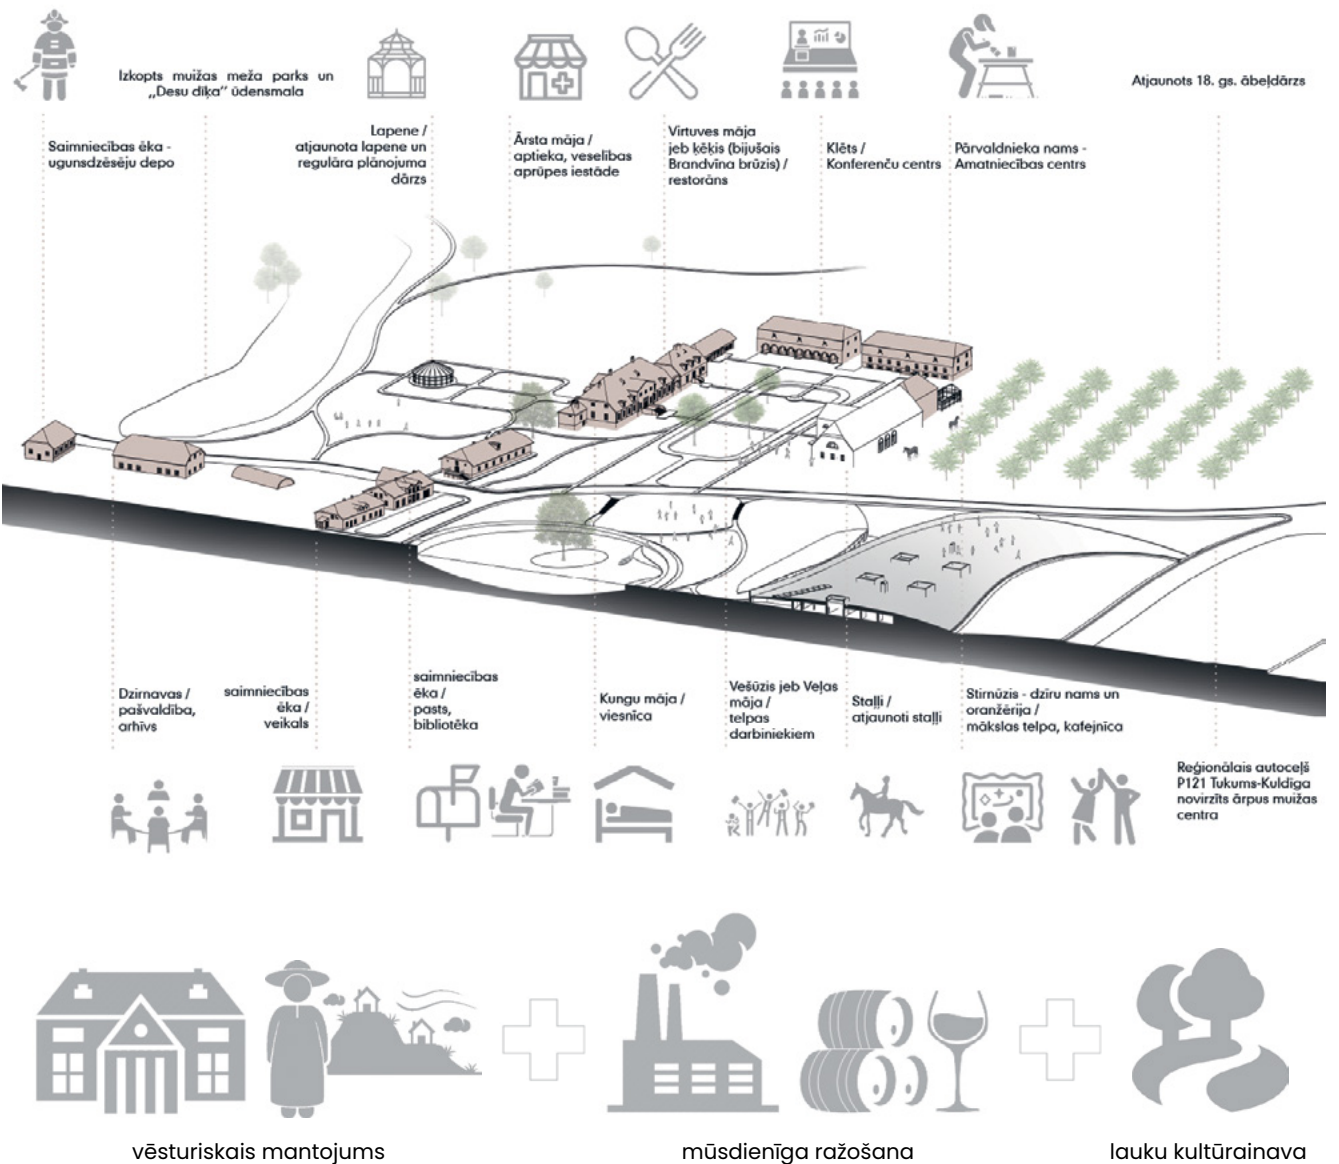 Izkopts muižas meža parks un
„Desu dīķa” ūdensmala
Atjaunots 18. gs. ābeļdārzs
Saimniecības ēka -
ugunsdzēsēju depo
Lapene /
atjaunota lapene un
regulāra plānojuma
dārzs
Ārsta māja /
aptieka, veselības
aprūpes iestāde
Virtuves māja
jeb ķēķis (bijušais
Brandvīna brūzis) /
restorāns
Klēts /
Konferenču centrs
Pārvaldnieka nams -
Amatniecības centrs
Dzirnavas /
pašvaldība,
arhīvs
saimniecības
ēka /
veikals
saimniecības
ēka /
pasts,
bibliotēka
Kungu māja /
viesnīca
Vešūzis jeb Veļas
māja /
telpas
darbiniekiem
Staļļi /
atjaunoti staļļi
Stirnūzis - dzīru nams un
oranžērija /
mākslas telpa, kafejnīca
Reģionālais autoceļš
P121 Tukums-Kuldīga
novirzīts ārpus muižas
centra
vēsturiskais mantojums
mūsdienīga ražošana
lauku kultūrainava